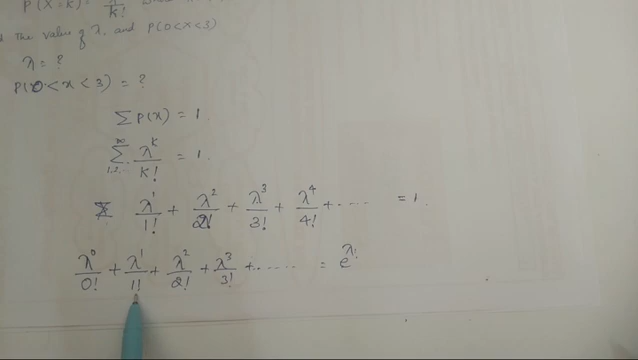 P(X=k) = λ^k/k!
The value of λ, and P(0<x<3)
λ = ?
P(0<x<3) = ?
Σ P(x) = 1.
∞ Σ 1,2,.. λ^k/k! = 1.
λ^1/1! + λ^2/2! + λ^3/3! + λ^4/4! + ..... = 1.
λ^0/0! + λ^1/1! + λ^2/2! + λ^3/3! + ...... = e^λ.